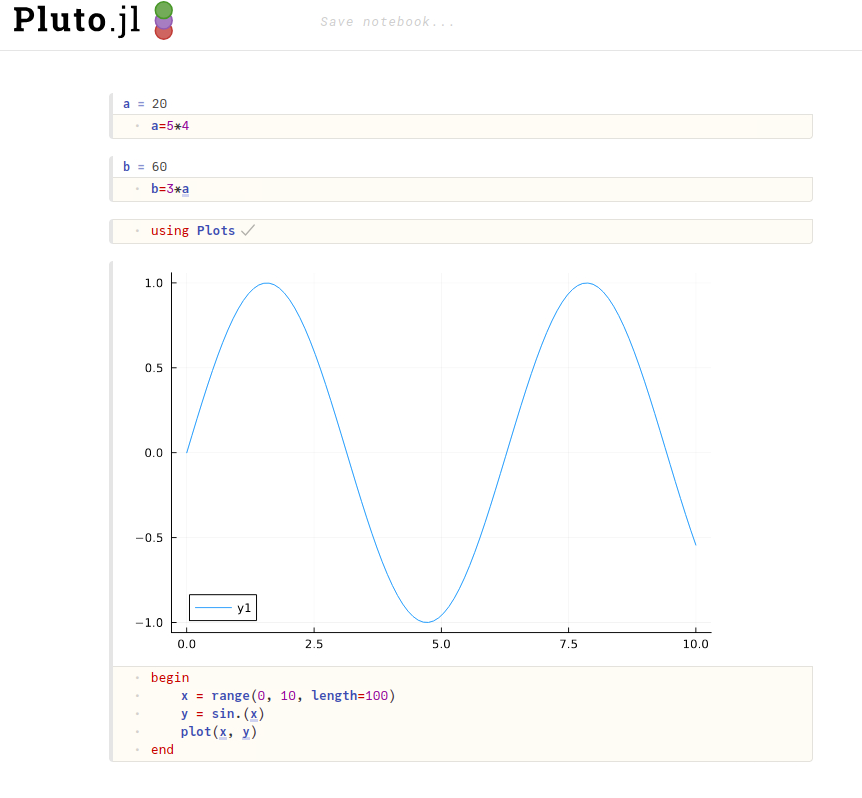 Pluto.jl
Save notebook...
a = 20
a=5*4
b = 60
b=3*a
using Plots
1.0
0.5
0.0
−0.5
−1.0
y1
0.0 2.5 5.0 7.5 10.0
begin
x = range(0, 10, length=100)
y = sin.(x)
plot(x, y)
end